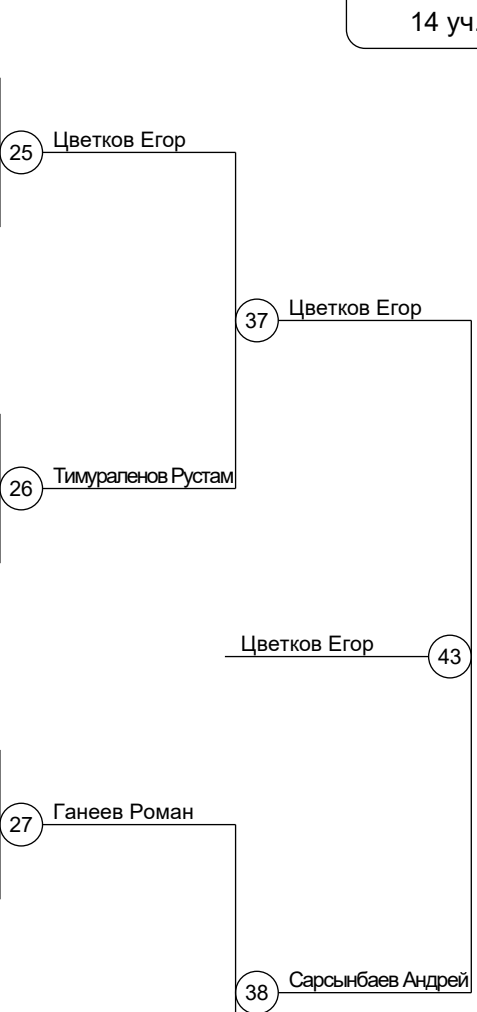 14 уч.
25 Цветков Егор
37 Цветков Егор
26 Тимураленов Рустам
Цветков Егор 43
27 Ганеев Роман
38 Сарсынбаев Андрей